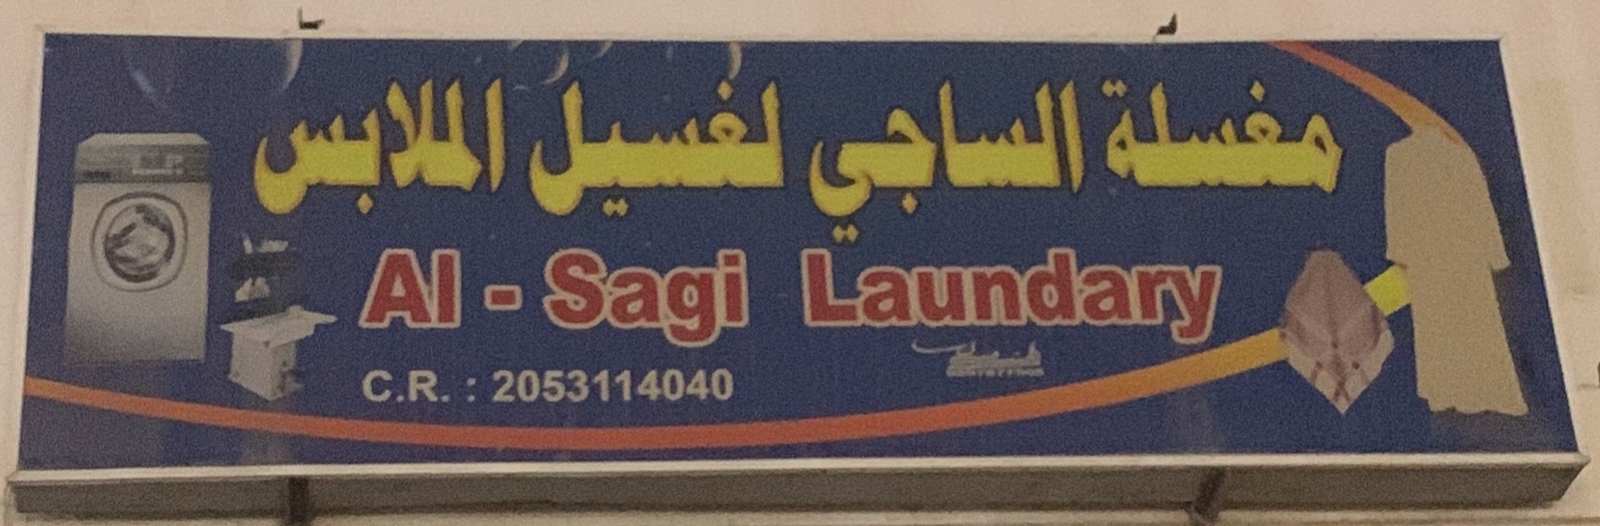 مغسلة الساجي لغسيل الملابس
Al - Sagi Laundary
C.R. : 2053114040